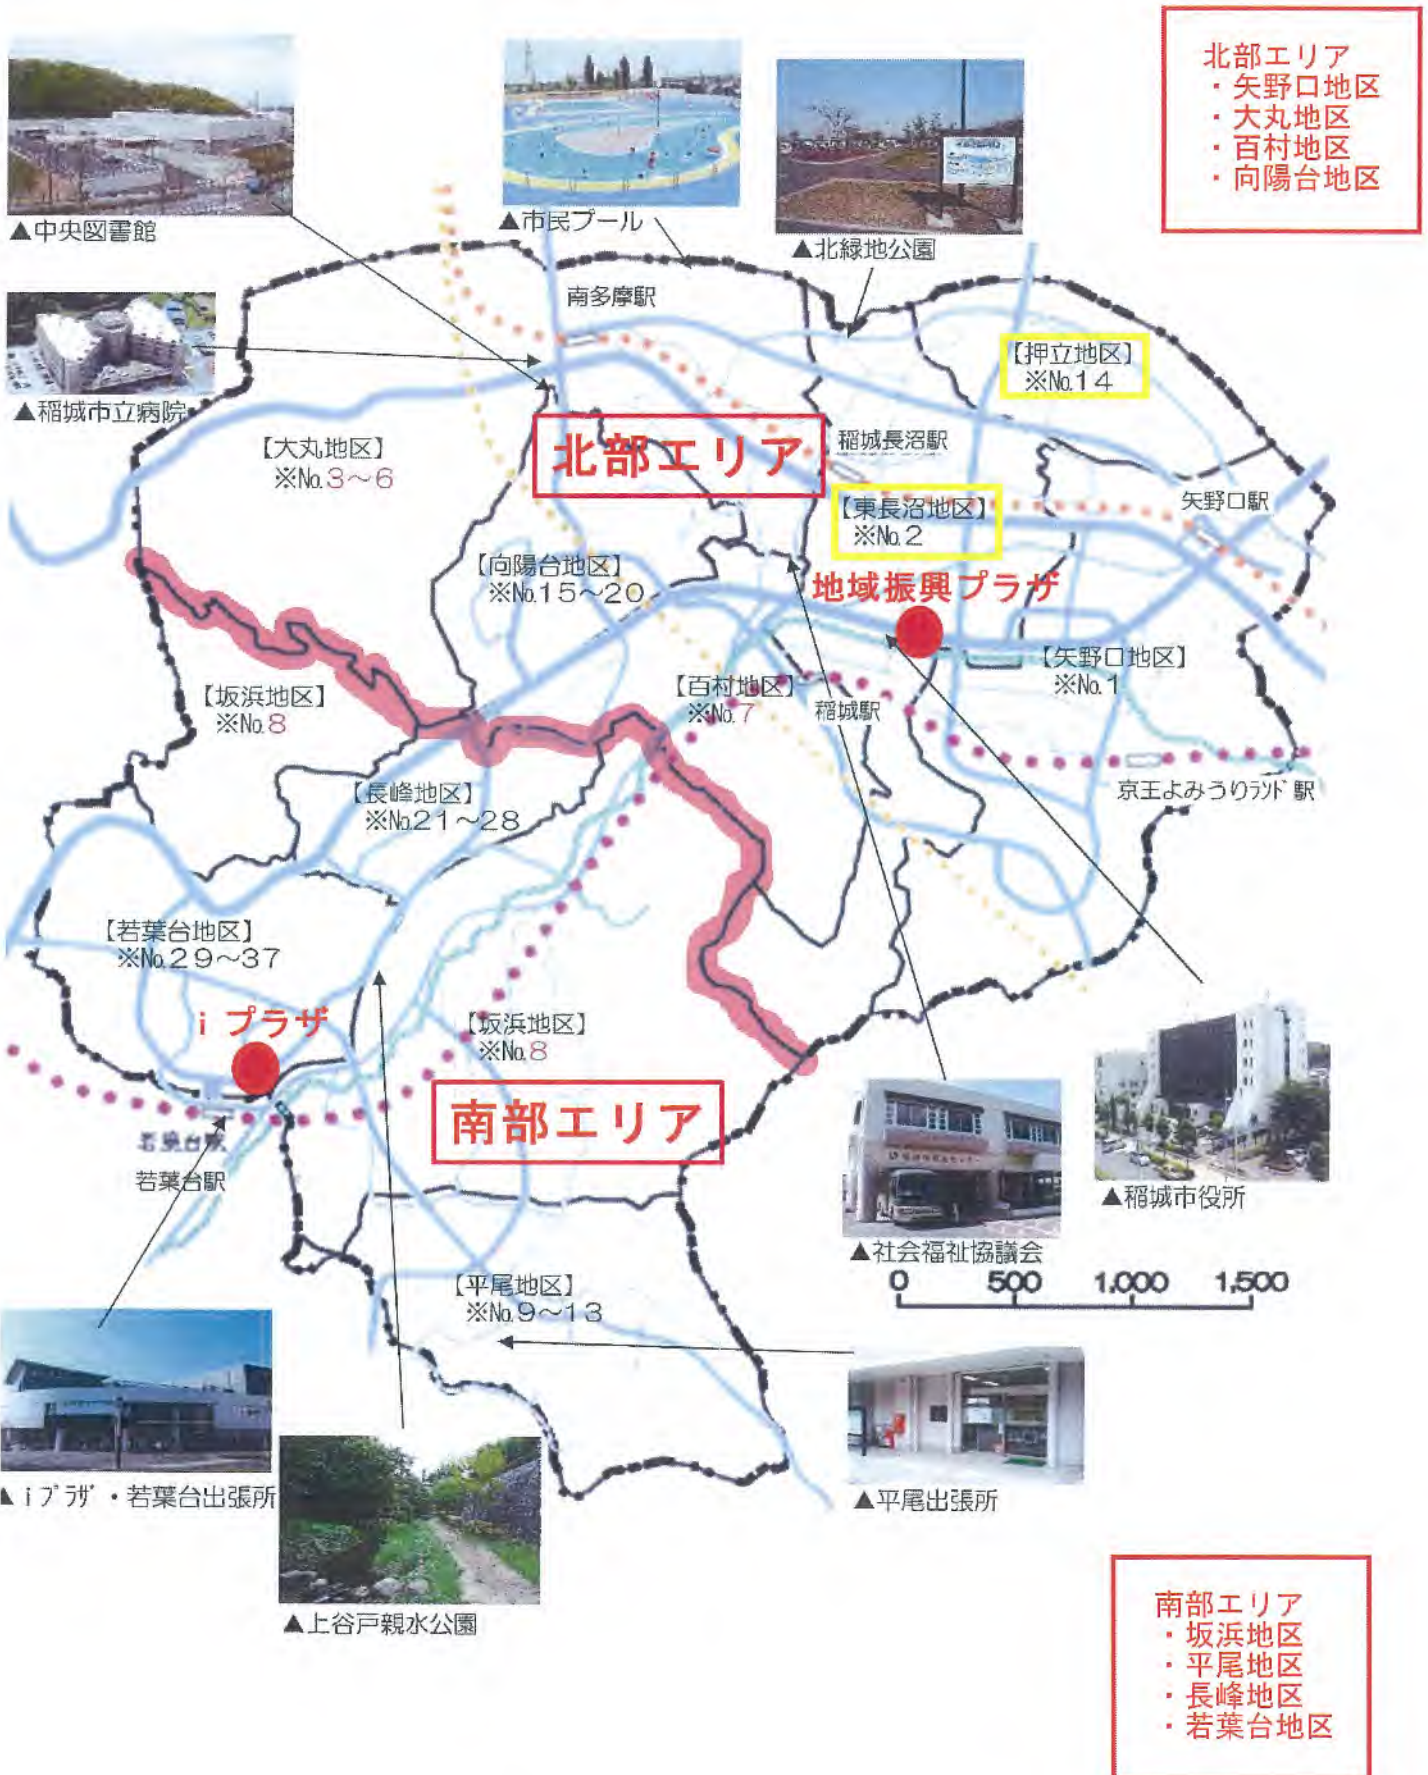 北部エリア
・矢野口地区
・大丸地区
・百村地区
・向陽台地区
▲中央図書館
▲市民プール
▲北緑地公園
南多摩駅
【押立地区】
※No.14
▲稲城市立病院
【大丸地区】
※No.3～6
北部エリア
稲城長沼駅
矢野口駅
【東長沼地区】
※No.2
【向陽台地区】
※No.15～20
地域振興プラザ
【矢野口地区】
※No.1
【坂浜地区】
※No.8
【百村地区】
※No.7
稲城駅
【長峰地区】
※No.21～28
京王よみうりランド駅
【若葉台地区】
※No.29～37
iプラザ
【坂浜地区】
※No.8
南部エリア
若葉台駅
若葉台駅
▲稲城市役所
▲社会福祉協議会
0 500 1,000 1,500
【平尾地区】
※No.9～13
▲iプラザ・若葉台出張所
▲平尾出張所
▲上谷戸親水公園
南部エリア
・坂浜地区
・平尾地区
・長峰地区
・若葉台地区